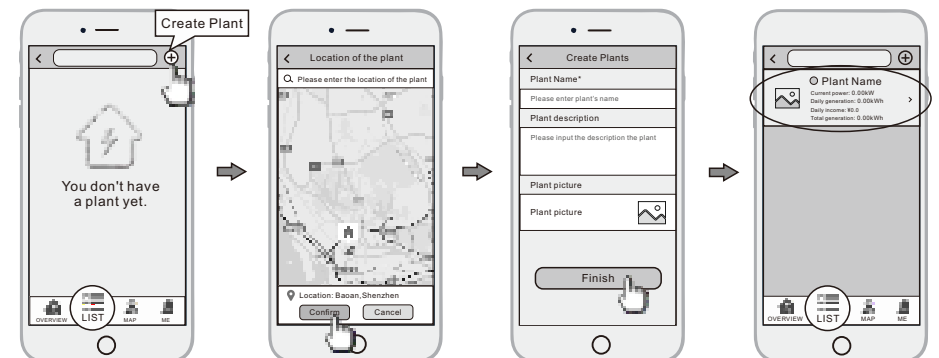 Create Plant
You don't have
a plant yet.
OVERVIEW
LIST
MAP
ME
Location of the plant
Please enter the location of the plant
Location: Baoan,Shenzhen
Confirm
Cancel
Create Plants
Plant Name*
Please enter plant's name
Plant description
Please input the description the plant
Plant picture
Plant picture
Finish
Plant Name
Current power: 0.00kW
Daily generation: 0.00kWh
Daily income: ¥0.0
Total generation: 0.00kWh
OVERVIEW
LIST
MAP
ME